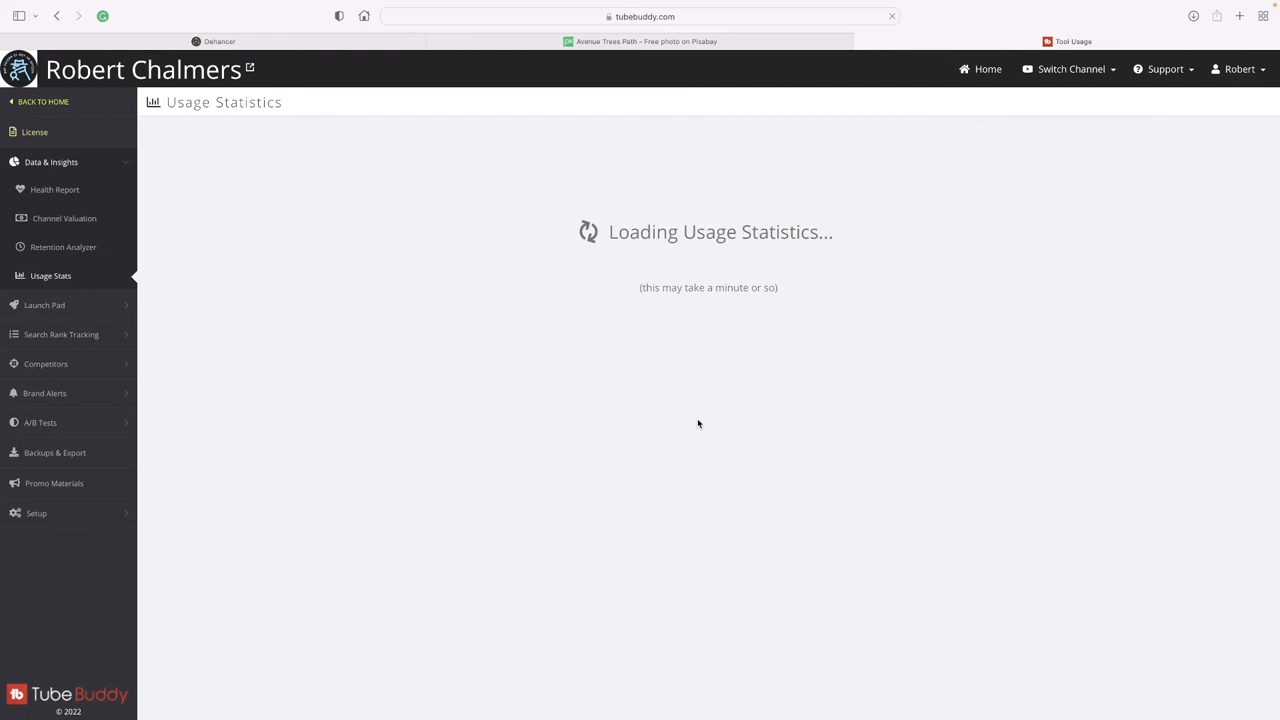 tubebuddy.com
Dehancer
Avenue Trees Path - Free photo on Pixabay
Tool Usage
Robert Chalmers
Home
Switch Channel
Support
Robert
BACK TO HOME
Usage Statistics
License
Data & Insights
Health Report
Channel Valuation
Retention Analyzer
Usage Stats
Launch Pad
Search Rank Tracking
Competitors
Brand Alerts
A/B Tests
Backups & Export
Promo Materials
Setup
Loading Usage Statistics...
(this may take a minute or so)
tb TubeBuddy
© 2022